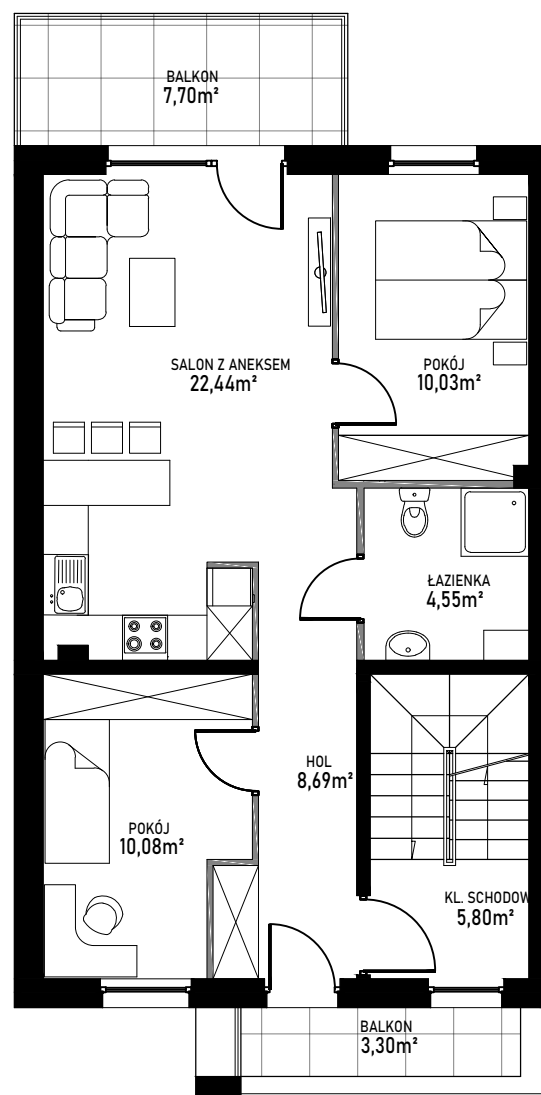 BALKON
7,70m²
SALON Z ANEKSEM
22,44m²
POKÓJ
10,03m²
ŁAZIENKA
4,55m²
HOL
8,69m²
POKÓJ
10,08m²
KL. SCHODOW
5,80m²
BALKON
3,30m²